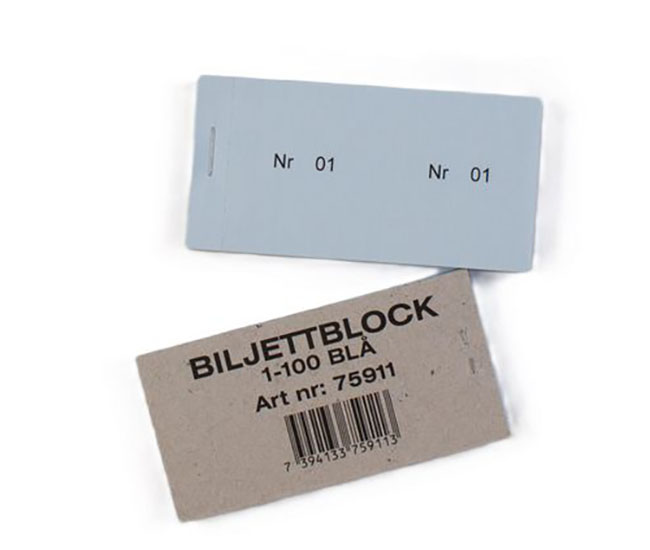 Nr 01 Nr 01
BILJETTBLOCK
1-100 BLÅ
Art nr: 75911
7 394133 759113